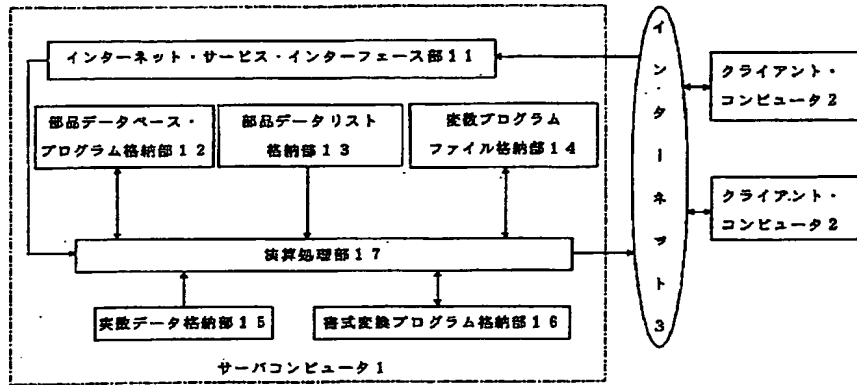 インターネット・サービス・インターフェース部11
部品データベース・
プログラム格納部12
部品データリスト
格納部13
変数プログラム
ファイル格納部14
演算処理部17
実数データ格納部15
書式変換プログラム格納部16
サーバコンピュータ1
インターネット3
クライアント・
コンピュータ2
クライアント・
コンピュータ2